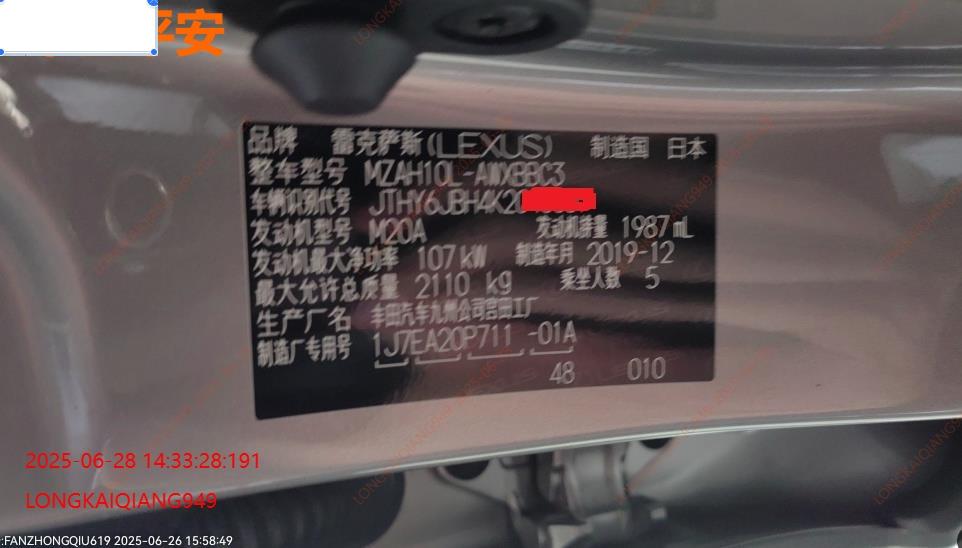 平安
品牌 雷克萨斯(LEXUS) 制造国 日本
整车型号 MZAH10L-AWXBBC3
车辆识别代号 JTHY6JBH4K20
发动机型号 M20A 发动机排量 1987 mL
发动机最大净功率 107 kW 制造年月 2019-12
最大允许总质量 2110 kg 乘坐人数 5
生产厂名 丰田汽车九州公司宫田工厂
制造厂专用号 1J7EA20P711 -01A
48 010
2025-06-28 14:33:28:191
LONGKAIQIANG949
:FANZHONGQIU619 2025-06-26 15:58:49